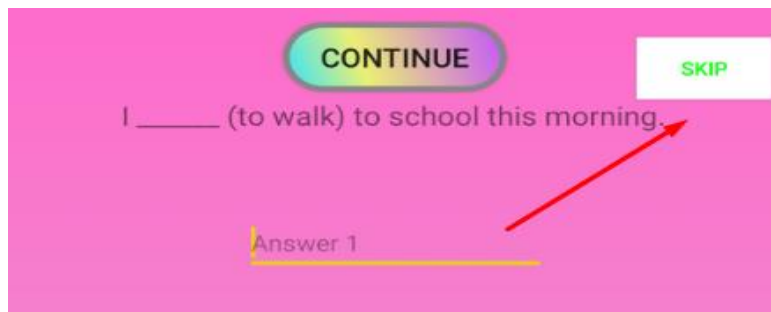 CONTINUE
SKIP
I ______ (to walk) to school this morning.
Answer 1